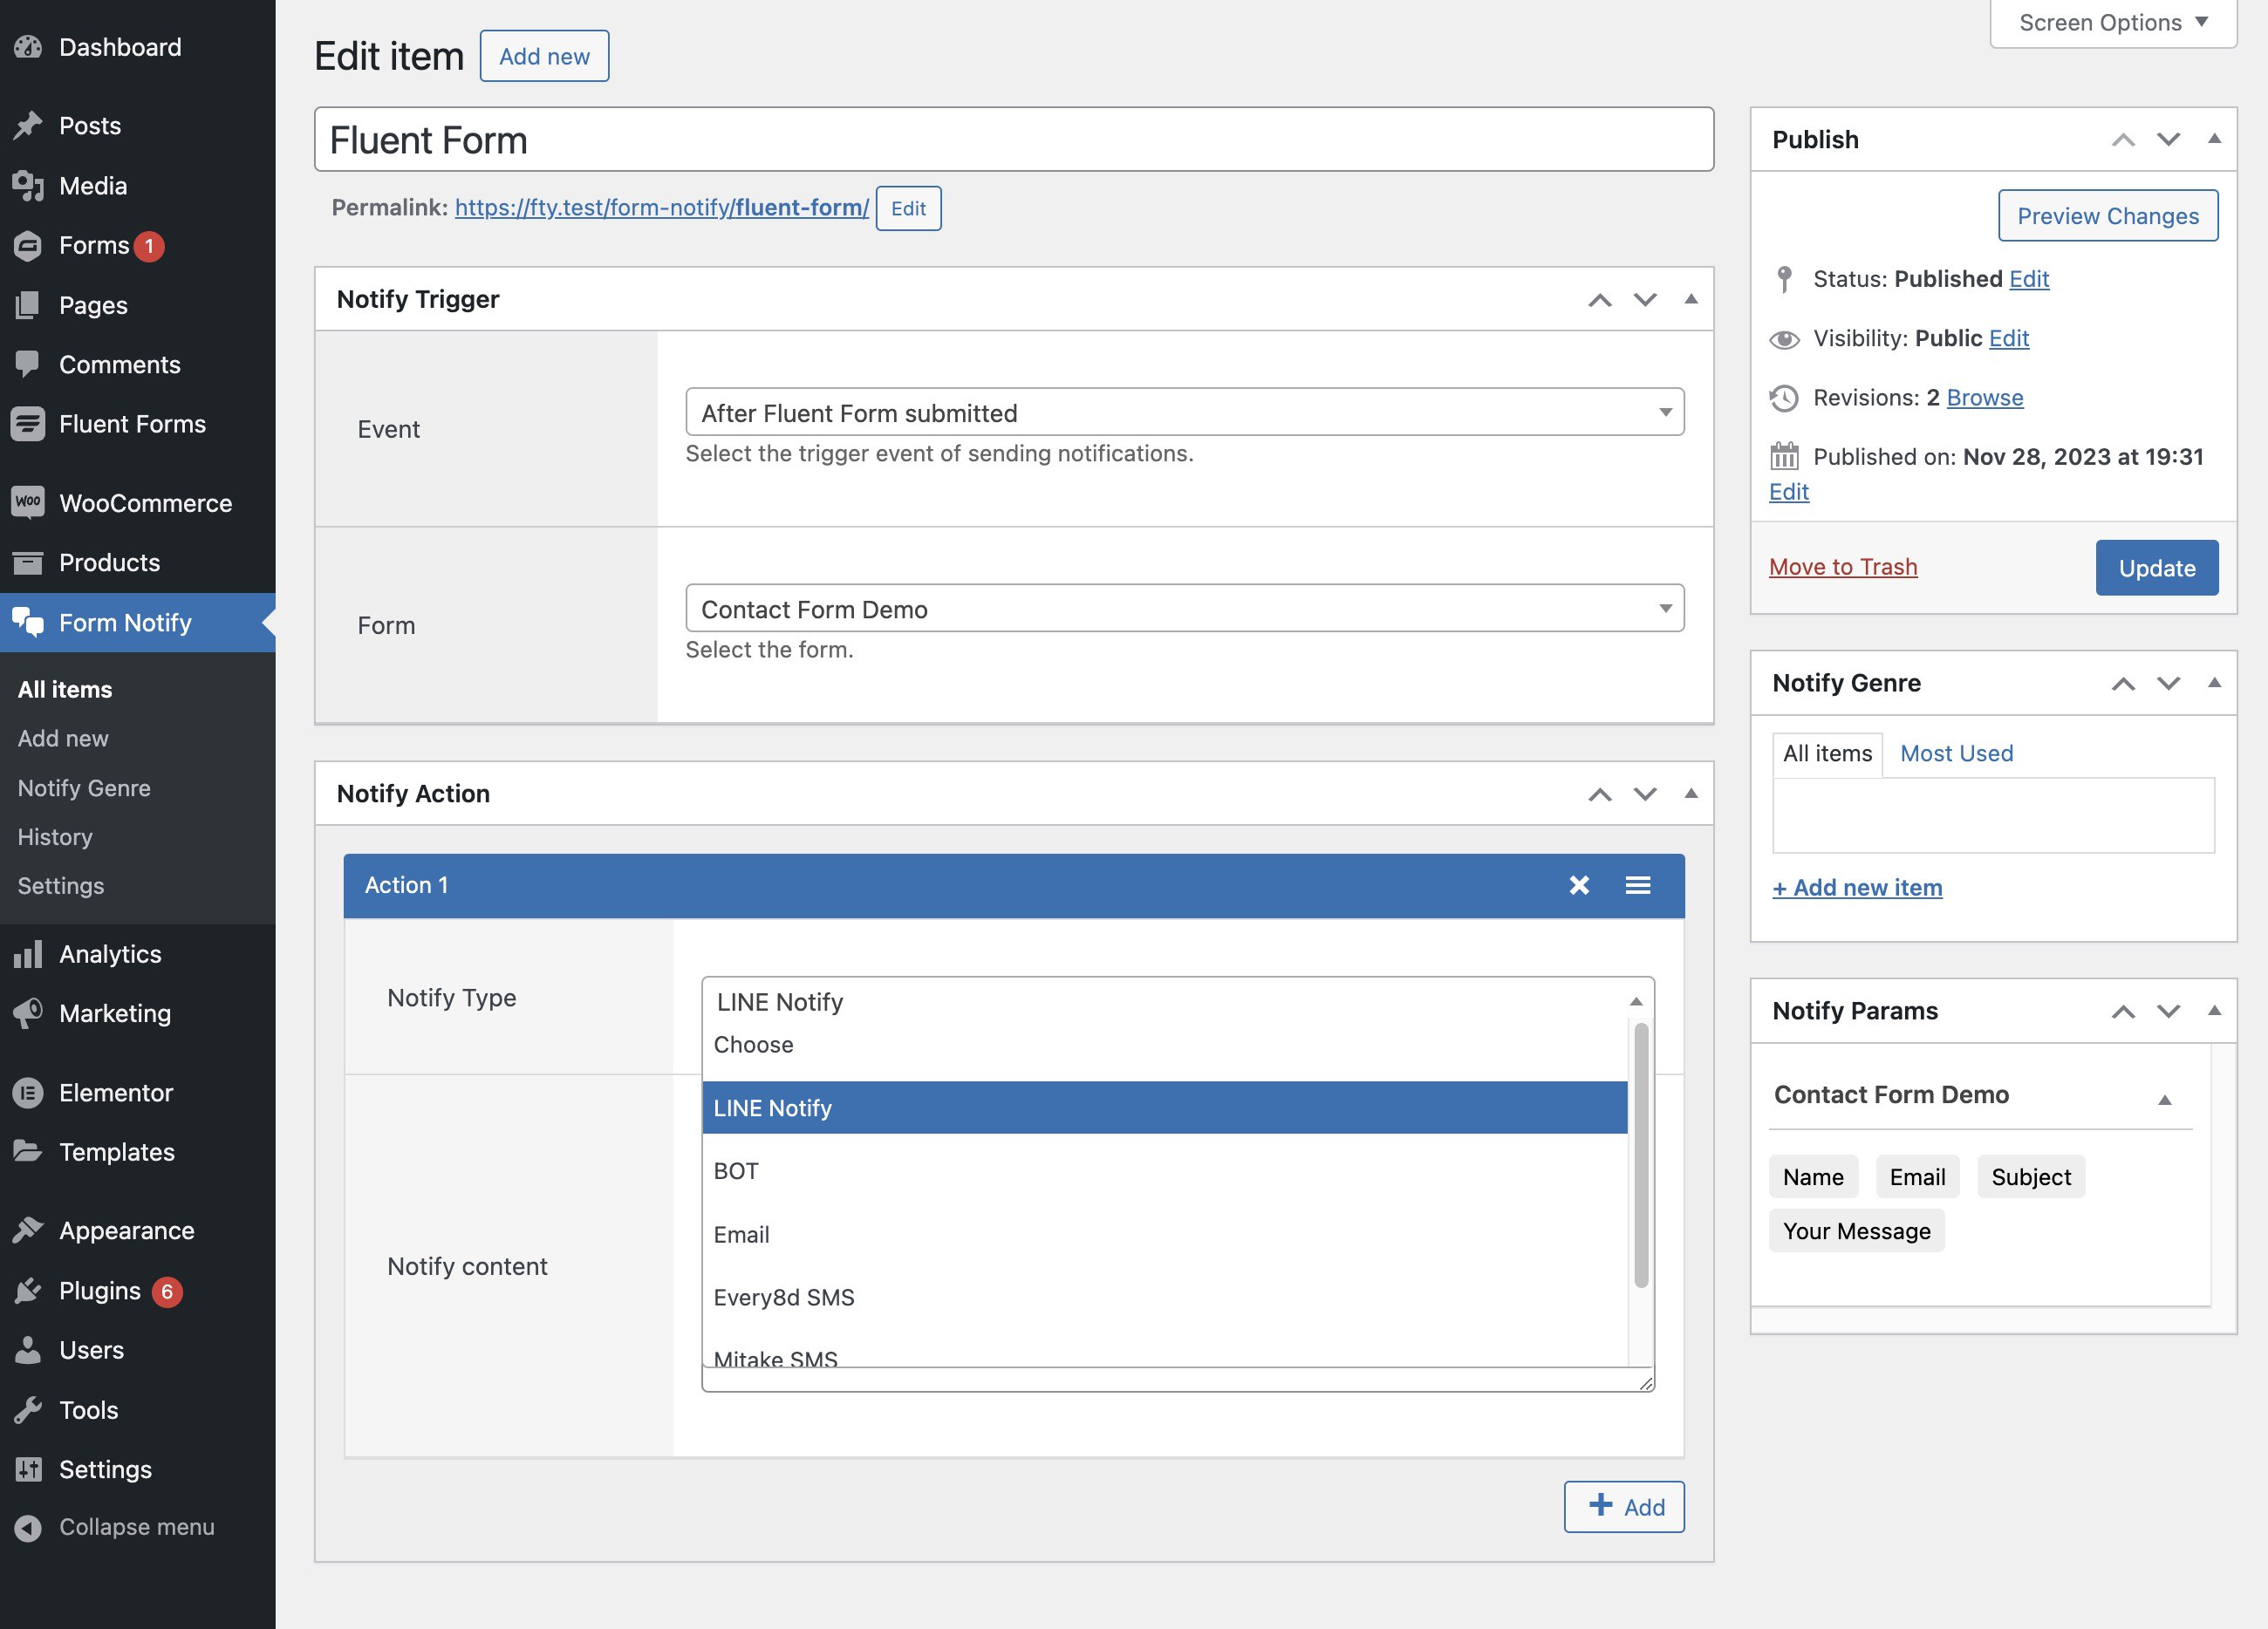 Dashboard
Posts
Media
Forms 1
Pages
Comments
Fluent Forms
WOO WooCommerce
Products
Form Notify
All items
Add new
Notify Genre
History
Settings
Analytics
Marketing
Elementor
Templates
Appearance
Plugins 6
Users
Tools
Settings
Collapse menu
Screen Options
Edit item Add new
Fluent Form
Permalink: https://fty.test/form-notify/fluent-form/ Edit
Notify Trigger
Event
After Fluent Form submitted
Select the trigger event of sending notifications.
Form
Contact Form Demo
Select the form.
Notify Action
Action 1
Notify Type
LINE Notify
Choose
LINE Notify
BOT
Email
Every8d SMS
Mitake SMS
Notify content
Add
Publish
Preview Changes
Status: Published Edit
Visibility: Public Edit
Revisions: 2 Browse
Published on: Nov 28, 2023 at 19:31
Edit
Move to Trash Update
Notify Genre
All items Most Used
+ Add new item
Notify Params
Contact Form Demo
Name Email Subject
Your Message